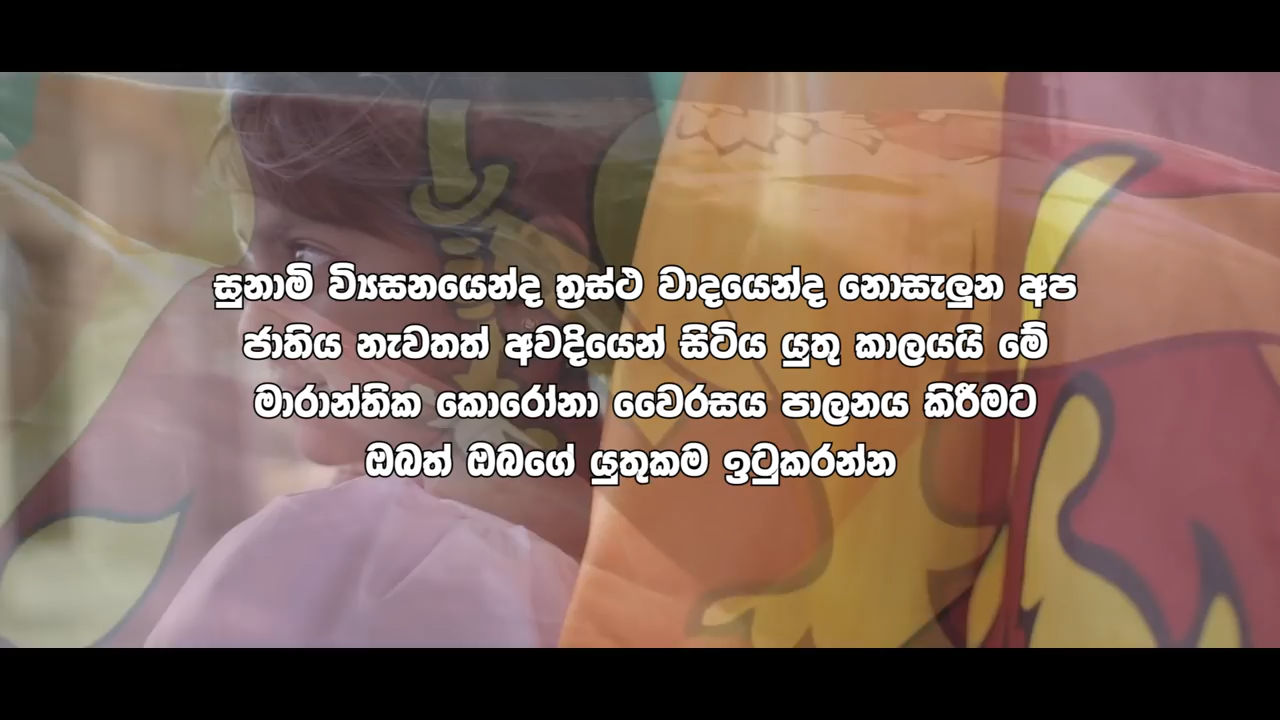 සුනාමි ව්‍යසනයෙන්ද ත්‍රස්ථ වාදයෙන්ද නොසැලුන අප
ජාතිය නැවතත් අවදියෙන් සිටිය යුතු කාලයයි මේ
මාරාන්තික කොරෝනා වෛරසය පාලනය කිරීමට
ඔබත් ඔබගේ යුතුකම ඉටුකරන්න